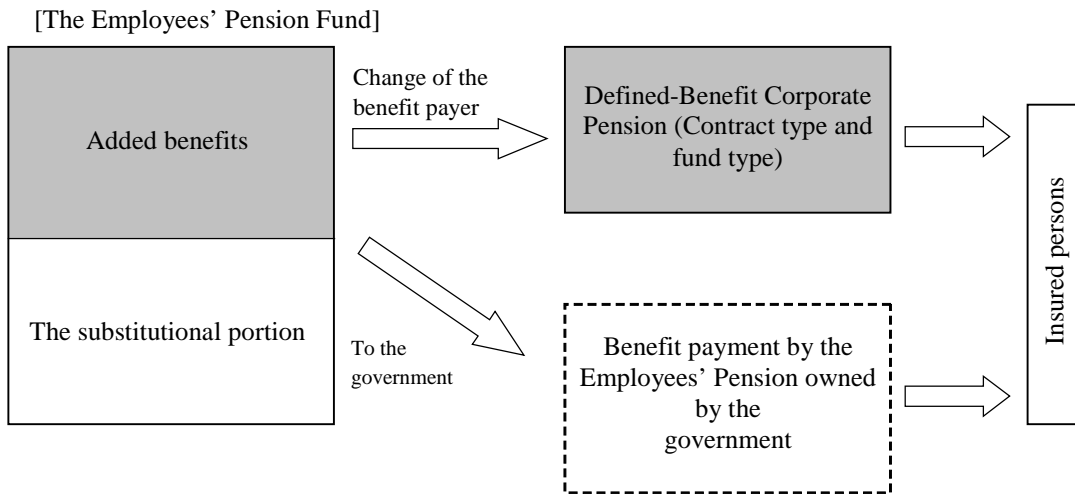 [The Employees’ Pension Fund]
Added benefits
The substitutional portion
Change of the
benefit payer
To the
government
Defined-Benefit Corporate
Pension (Contract type and
fund type)
Benefit payment by the
Employees’ Pension owned
by the
government
Insured persons